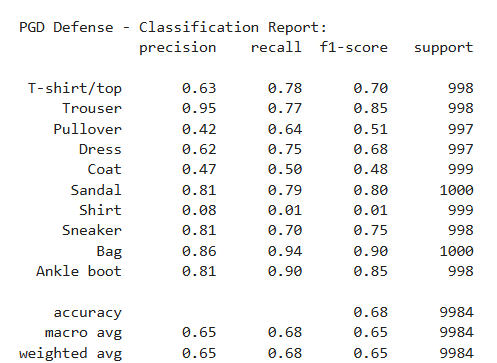 PGD Defense - Classification Report:
precision recall f1-score support
T-shirt/top 0.63 0.78 0.70 998
Trouser 0.95 0.77 0.85 998
Pullover 0.42 0.64 0.51 997
Dress 0.62 0.75 0.68 997
Coat 0.47 0.50 0.48 999
Sandal 0.81 0.79 0.80 1000
Shirt 0.08 0.01 0.01 999
Sneaker 0.81 0.70 0.75 998
Bag 0.86 0.94 0.90 1000
Ankle boot 0.81 0.90 0.85 998
accuracy 0.68 9984
macro avg 0.65 0.68 0.65 9984
weighted avg 0.65 0.68 0.65 9984